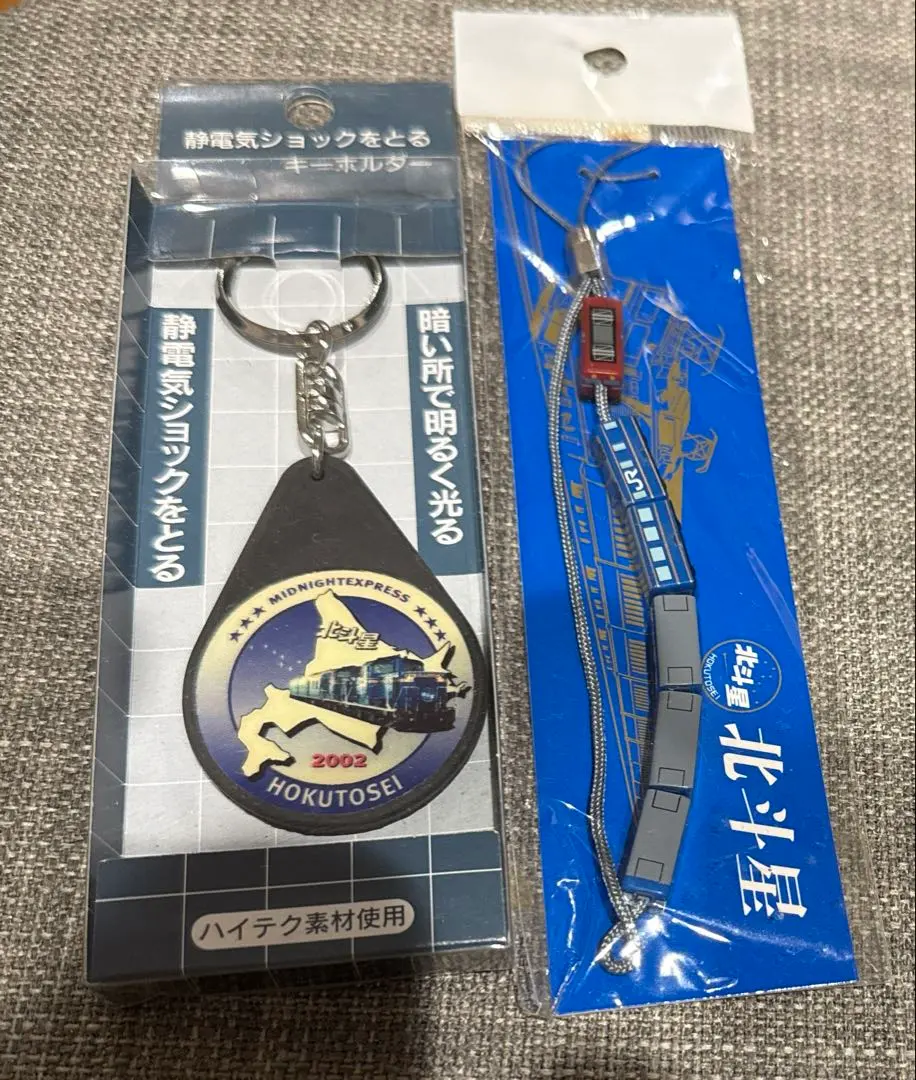 静電気ショックをとる
キーホルダー
静電気ショックをとる
暗い所で明るく光る
★★★ MIDNIGHTEXPRESS ★★★★
北斗星
2002
HOKUTOSEI
ハイテク素材使用
JR
北斗星
HOKUTOSEI
北斗星